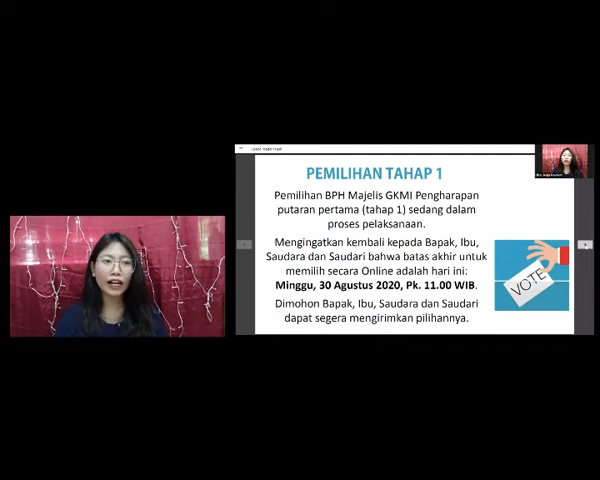 PEMILIHAN TAHAP 1
Pemilihan BPH Majelis GKMI Pengharapan
putaran pertama (tahap 1) sedang dalam
proses pelaksanaan.
Mengingatkan kembali kepada Bapak, Ibu,
Saudara dan Saudari bahwa batas akhir untuk
memilih secara Online adalah hari ini:
Minggu, 30 Agustus 2020, Pk. 11.00 WIB.
Dimohon Bapak, Ibu, Saudara dan Saudari
dapat segera mengirimkan pilihannya.
VOTE